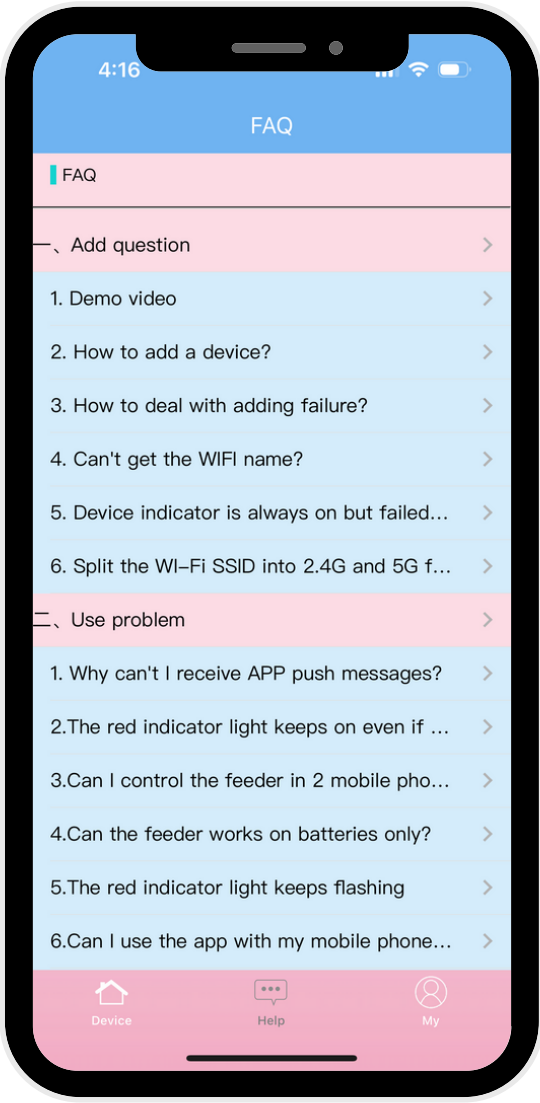 4:16
FAQ
FAQ
一、Add question
1. Demo video
2. How to add a device?
3. How to deal with adding failure?
4. Can't get the WIFI name?
5. Device indicator is always on but failed...
6. Split the WI-Fi SSID into 2.4G and 5G f...
二、Use problem
1. Why can't I receive APP push messages?
2.The red indicator light keeps on even if ...
3.Can I control the feeder in 2 mobile pho...
4.Can the feeder works on batteries only?
5.The red indicator light keeps flashing
6.Can I use the app with my mobile phone...
Device
Help
My